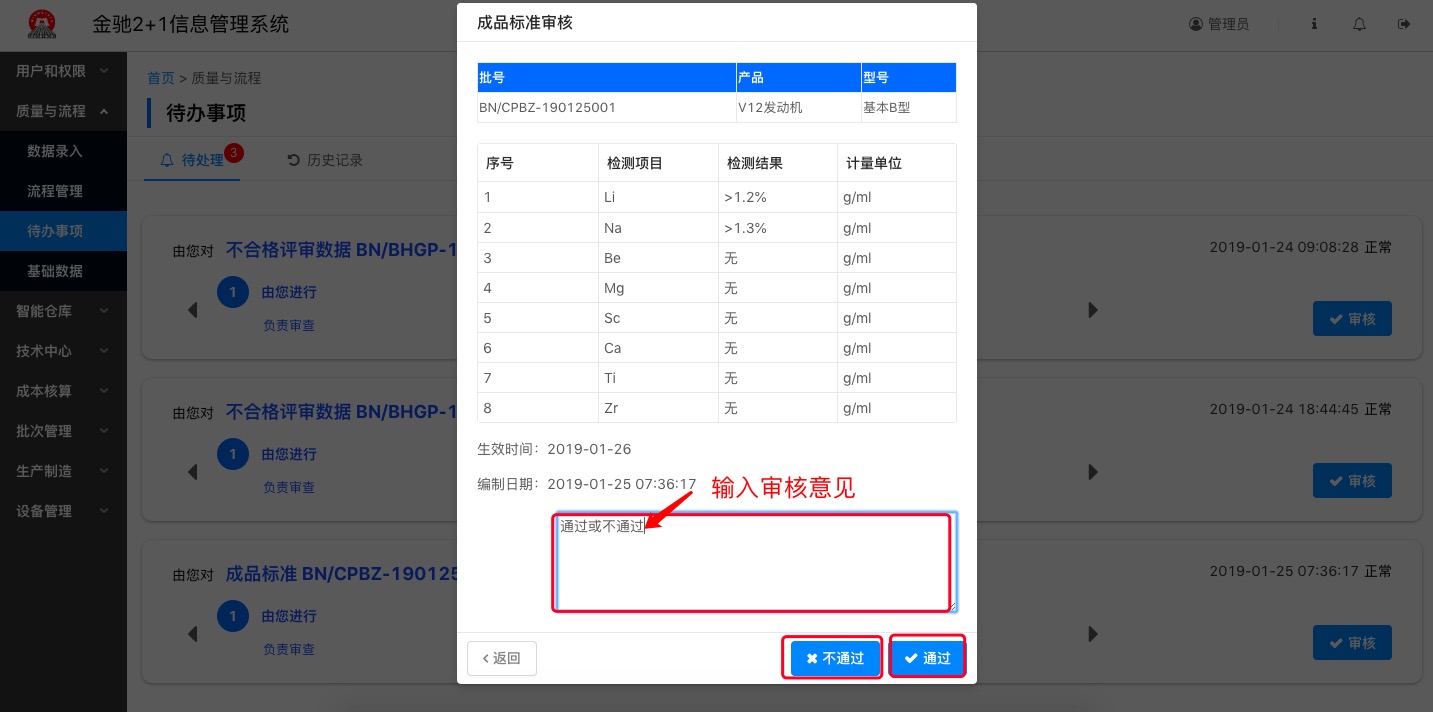 金驰2+1信息管理系统
管理员
用户和权限
质量与流程
数据录入
流程管理
待办事项
基础数据
智能仓库
技术中心
成本核算
批次管理
生产制造
设备管理
首页 > 质量与流程
待办事项
待处理 3
历史记录
由您对 不合格评审数据 BN/BHGP-1
2019-01-24 09:08:28 正常
1 由您进行
负责审查
审核
由您对 不合格评审数据 BN/BHGP-1
2019-01-24 18:44:45 正常
1 由您进行
负责审查
审核
由您对 成品标准 BN/CPBZ-190125
2019-01-25 07:36:17 正常
1 由您进行
负责审查
审核
成品标准审核
批号 产品 型号
BN/CPBZ-190125001 V12发动机 基本B型
序号 检测项目 检测结果 计量单位
1 Li >1.2% g/ml
2 Na >1.3% g/ml
3 Be 无 g/ml
4 Mg 无 g/ml
5 Sc 无 g/ml
6 Ca 无 g/ml
7 Ti 无 g/ml
8 Zr 无 g/ml
生效时间：2019-01-26
编制日期：2019-01-25 07:36:17
输入审核意见
通过或不通过
返回 不通过 通过